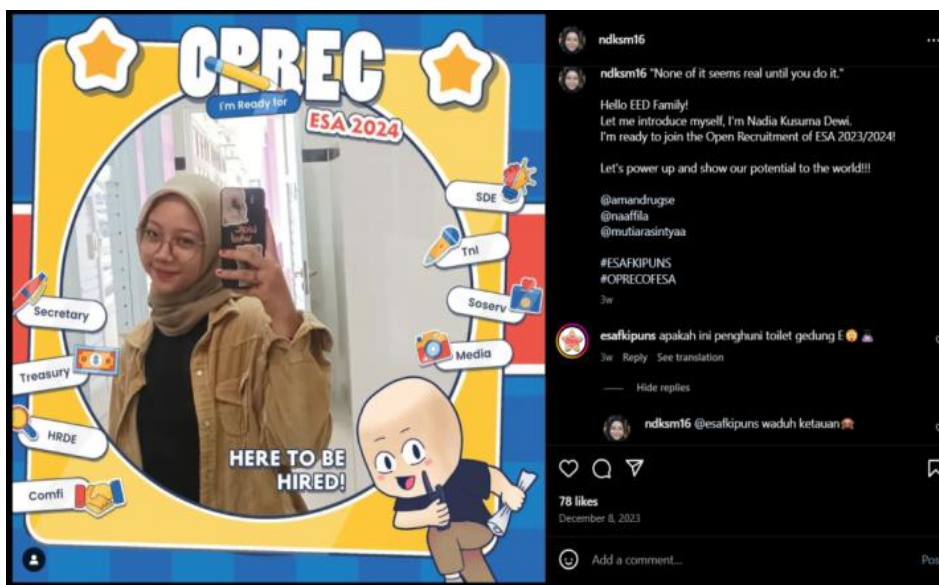 OPREC
I'm Ready for
ESA 2024
SDE
TnI
Soserv
Media
Secretary
Treasury
HRDE
Comfi
HERE TO BE
HIRED!
ndksm16
ndksm16 "None of it seems real until you do it."
Hello EED Family!
Let me introduce myself, I'm Nadia Kusuma Dewi.
I'm ready to join the Open Recruitment of ESA 2023/2024!
Let's power up and show our potential to the world!!!
@amandrugse
@naaffila
@mutiarasintyaa
#ESAFKIPUNS
#OPRECOFESA
3w
esafkipuns apakah ini penghuni toilet gedung E
3w Reply See translation
Hide replies
ndksm16 @esafkipuns waduh ketauan
78 likes
December 8, 2023
Add a comment...
Pos